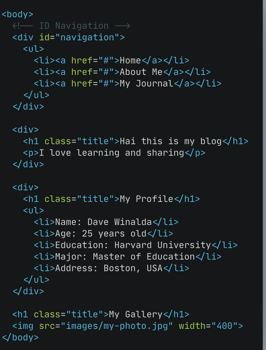 <body>
<!-- ID Navigation -->
<div id="navigation">
<ul>
<li><a href="#">Home</a></li>
<li><a href="#">About Me</a></li>
<li><a href="#">My Journal</a></li>
</ul>
</div>
<div>
<h1 class="title">Hai this is my blog</h1>
<p>I love learning and sharing</p>
</div>
<div>
<h1 class="title">My Profile</h1>
<ul>
<li>Name: Dave Winalda</li>
<li>Age: 25 years old</li>
<li>Education: Harvard University</li>
<li>Major: Master of Education</li>
<li>Address: Boston, USA</li>
</ul>
</div>
<h1 class="title">My Gallery</h1>
<img src="images/my-photo.jpg" width="400">
</body>